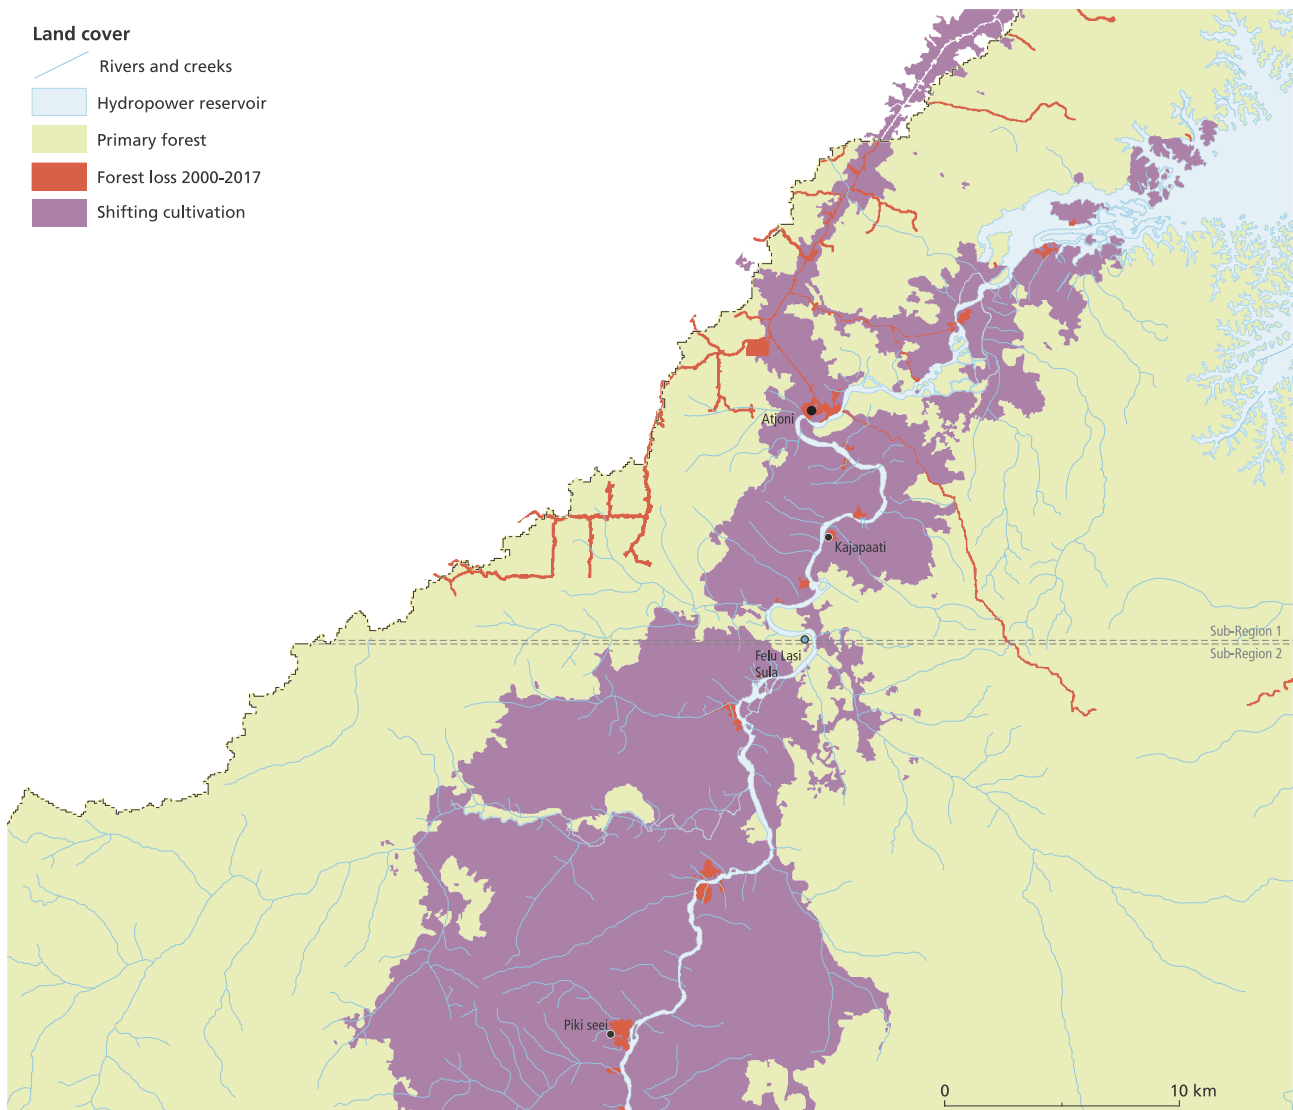 Land cover
Rivers and creeks
Hydropower reservoir
Primary forest
Forest loss 2000-2017
Shifting cultivation
Atjoni
Kajapaati
Sub-Region 1
Sub-Region 2
Felu Lasi
Sula
Piki seei
0 10 km